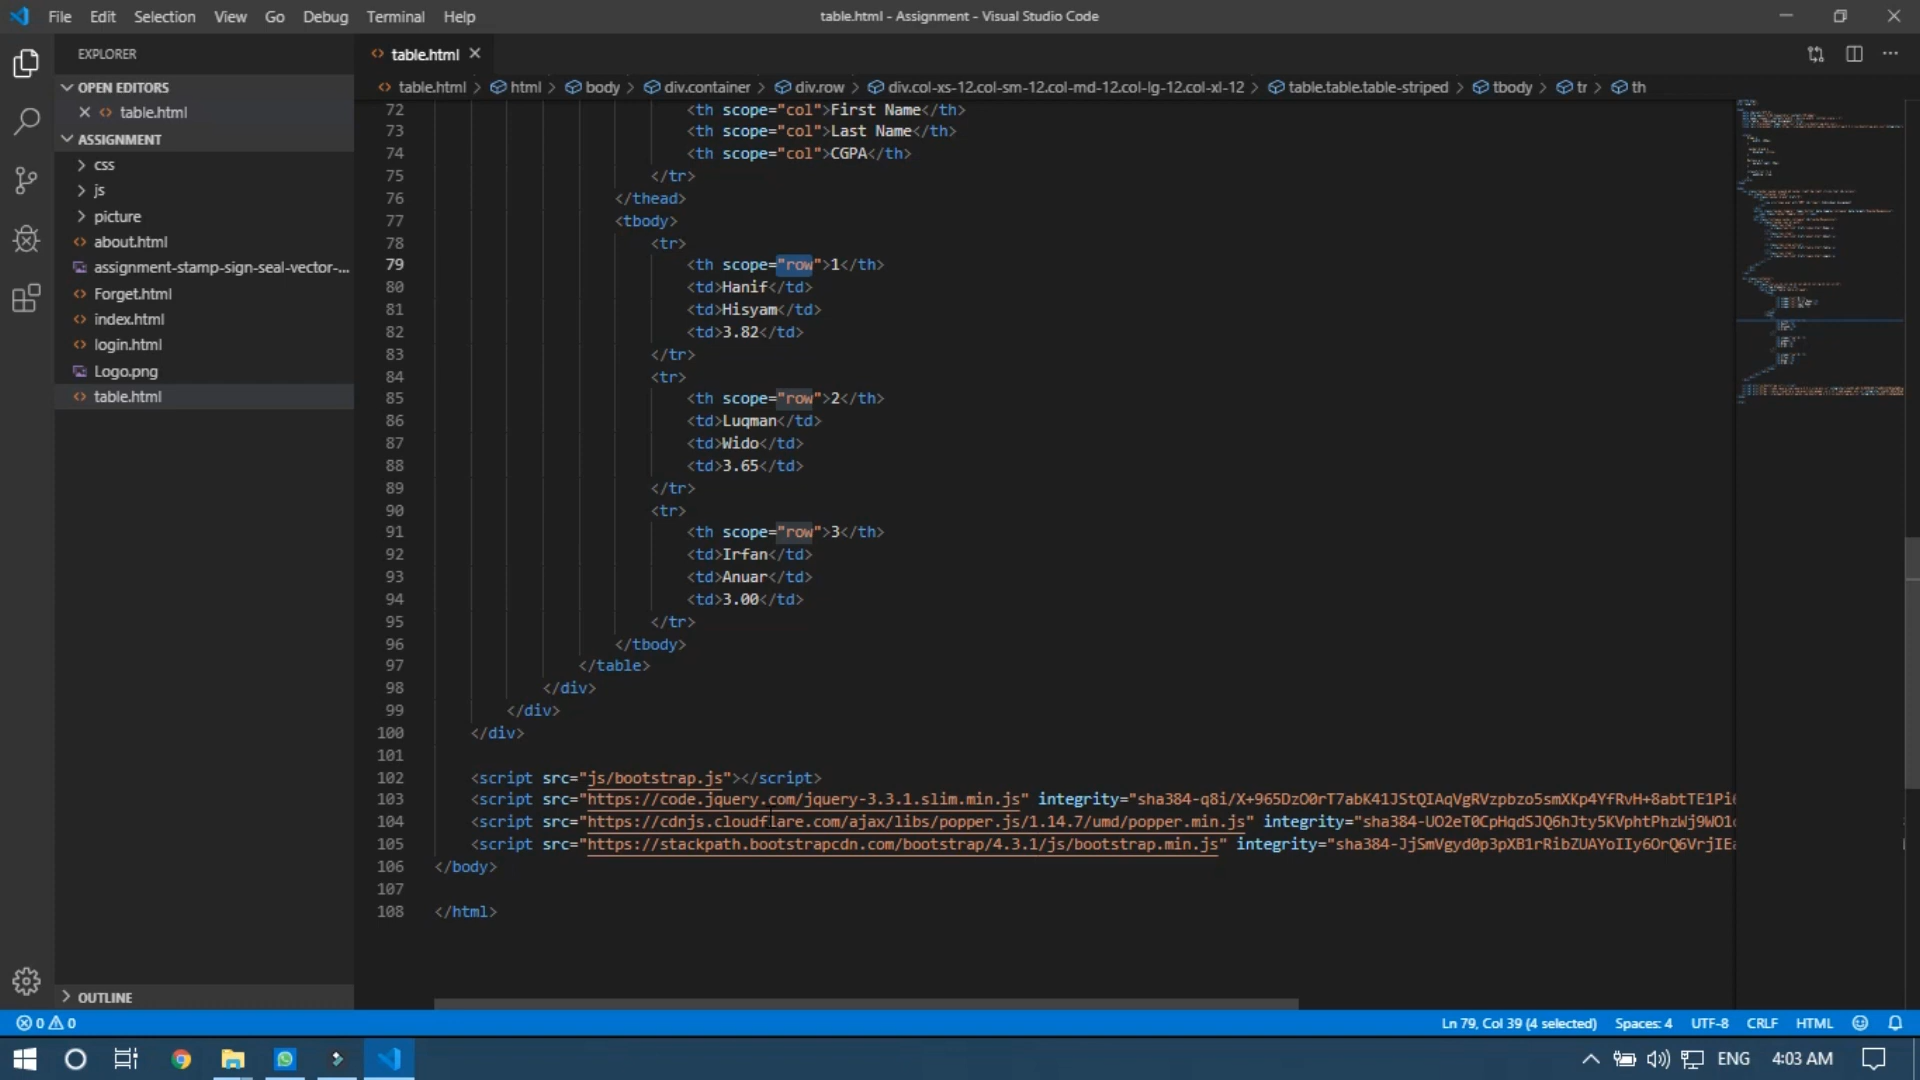 File Edit Selection View Go Debug Terminal Help
table.html - Assignment - Visual Studio Code
EXPLORER
OPEN EDITORS
table.html
ASSIGNMENT
css
js
picture
about.html
assignment-stamp-sign-seal-vector-...
Forget.html
index.html
login.html
Logo.png
table.html
OUTLINE
table.html
table.html > html > body > div.container > div.row > div.col-xs-12.col-sm-12.col-md-12.col-lg-12.col-xl-12 > table.table.table-striped > tbody > tr > th
72 <th scope="col">First Name</th>
73 <th scope="col">Last Name</th>
74 <th scope="col">CGPA</th>
75 </tr>
76 </thead>
77 <tbody>
78 <tr>
79 <th scope="row">1</th>
80 <td>Hanif</td>
81 <td>Hisyam</td>
82 <td>3.82</td>
83 </tr>
84 <tr>
85 <th scope="row">2</th>
86 <td>Luqman</td>
87 <td>Wido</td>
88 <td>3.65</td>
89 </tr>
90 <tr>
91 <th scope="row">3</th>
92 <td>Irfan</td>
93 <td>Anuar</td>
94 <td>3.00</td>
95 </tr>
96 </tbody>
97 </table>
98 </div>
99 </div>
100 </div>
101
102 <script src="js/bootstrap.js"></script>
103 <script src="https://code.jquery.com/jquery-3.3.1.slim.min.js" integrity="sha384-q8i/X+965DzO0rT7abK41JStQIAqVgRVzpbzo5smXKp4YfRvH+8abtTE1Pi6
104 <script src="https://cdnjs.cloudflare.com/ajax/libs/popper.js/1.14.7/umd/popper.min.js" integrity="sha384-UO2eT0CpHqdSJQ6hJty5KVphtPhzWj9WO1c
105 <script src="https://stackpath.bootstrapcdn.com/bootstrap/4.3.1/js/bootstrap.min.js" integrity="sha384-JjSmVgyd0p3pXB1rRibZUAYoIIy6OrQ6VrjIEa
106 </body>
107
108 </html>
0 0
Ln 79, Col 39 (4 selected) Spaces: 4 UTF-8 CRLF HTML
ENG 4:03 AM